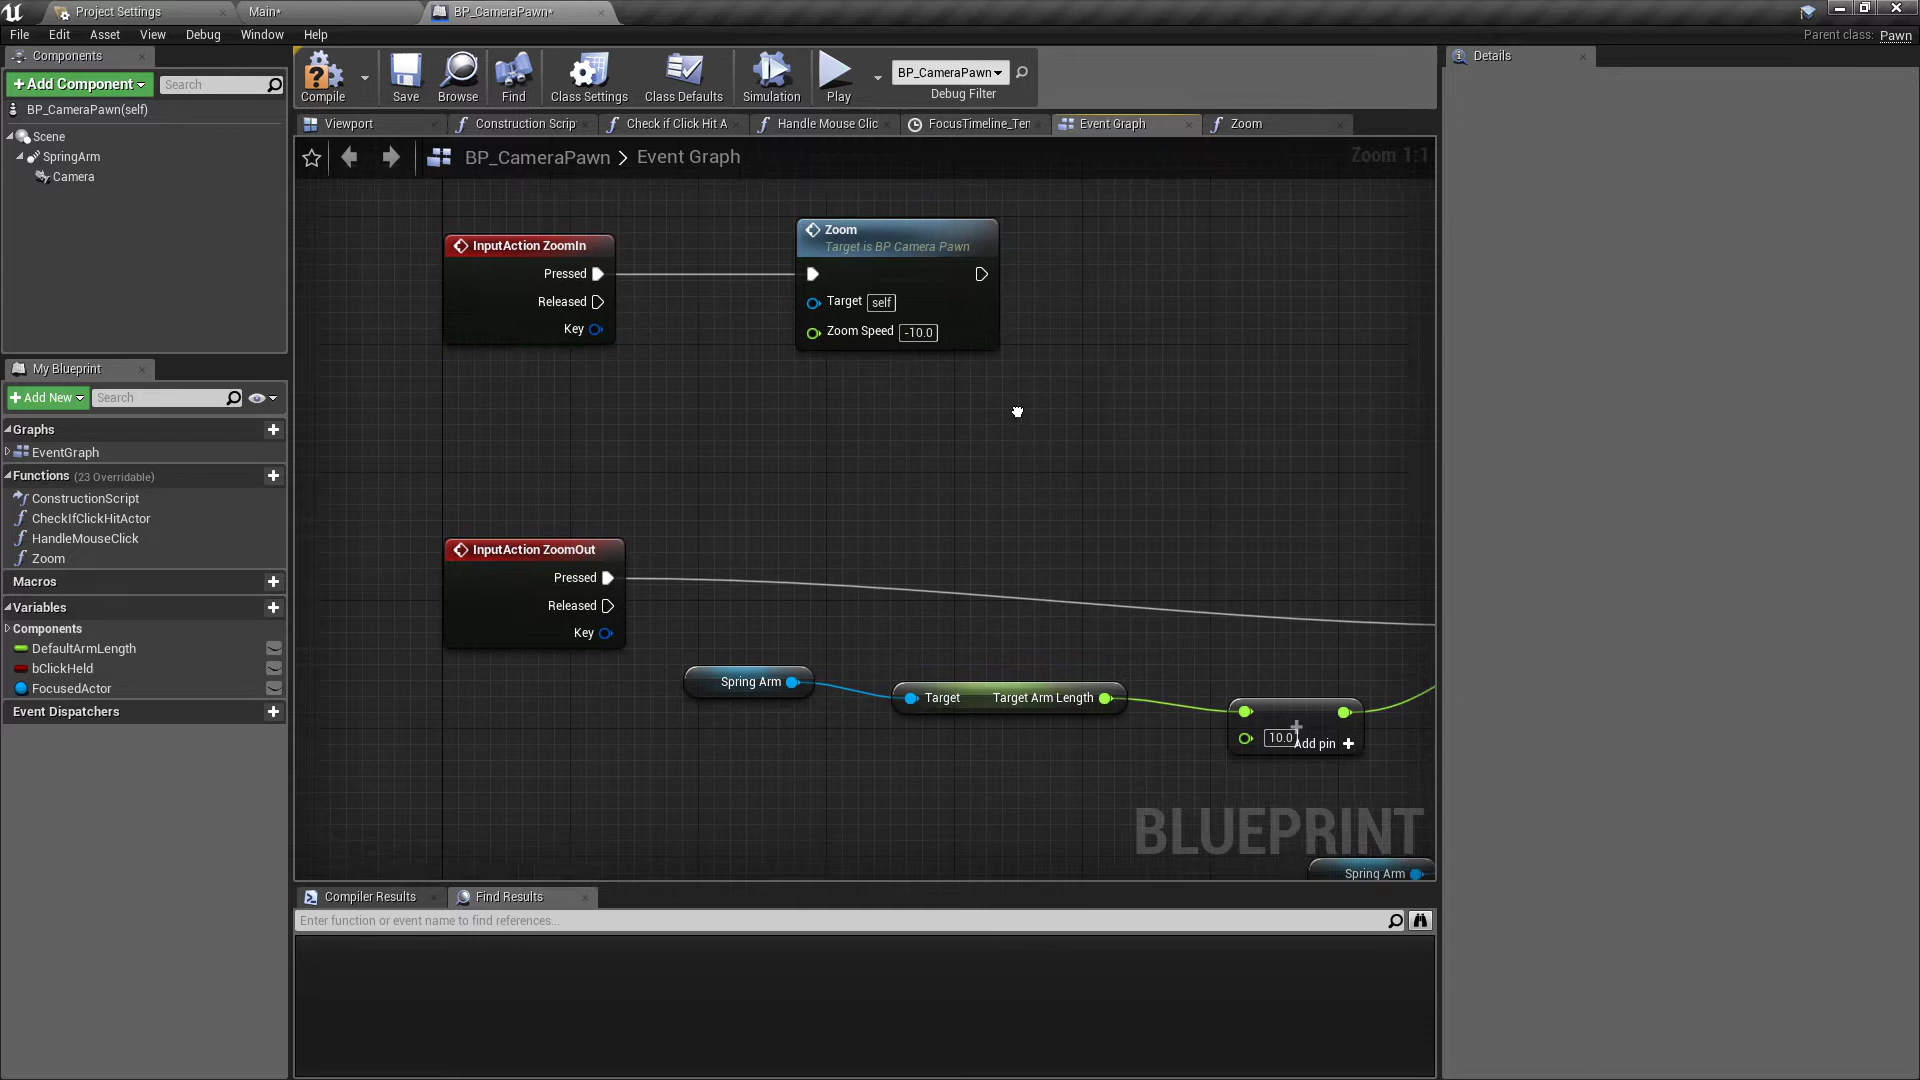 Project Settings
Main*
BP_CameraPawn*
File Edit Asset View Debug Window Help
Parent class: Pawn
Components
Add Component
Search
BP_CameraPawn(self)
Scene
SpringArm
Camera
Compile
Save
Browse
Find
Class Settings
Class Defaults
Simulation
Play
BP_CameraPawn
Debug Filter
Details
Viewport
Construction Scrip
Check if Click Hit A
Handle Mouse Clic
FocusTimeline_Ten
Event Graph
Zoom
BP_CameraPawn > Event Graph
Zoom 1:1
InputAction ZoomIn
Pressed
Released
Key
Zoom
Target is BP Camera Pawn
Target self
Zoom Speed -10.0
InputAction ZoomOut
Pressed
Released
Key
Spring Arm
Target Target Arm Length
10.0
Add pin
BLUEPRINT
Spring Arm
My Blueprint
Add New
Search
Graphs
EventGraph
Functions (23 Overridable)
ConstructionScript
CheckIfClickHitActor
HandleMouseClick
Zoom
Macros
Variables
Components
DefaultArmLength
bClickHeld
FocusedActor
Event Dispatchers
Compiler Results
Find Results
Enter function or event name to find references...